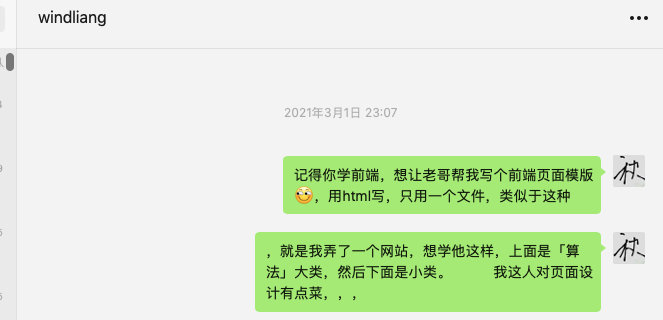 windliang
2021年3月1日 23:07
记得你学前端，想让老哥帮我写个前端页面模版
，用html写，只用一个文件，类似于这种
，就是我弄了一个网站，想学他这样，上面是「算
法」大类，然后下面是小类。 我这人对页面设
计有点菜，，，